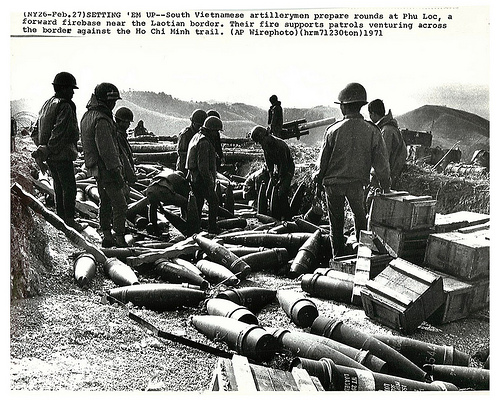 (NY26-Feb.27)SETTING 'EM UP--South Vietnamese artillerymen prepare rounds at Phu Loc, a
forward firebase near the Laotian border. Their fire supports patrols venturing across
the border against the Ho Chi Minh trail. (AP Wirephoto)(hrm71230ton)1971